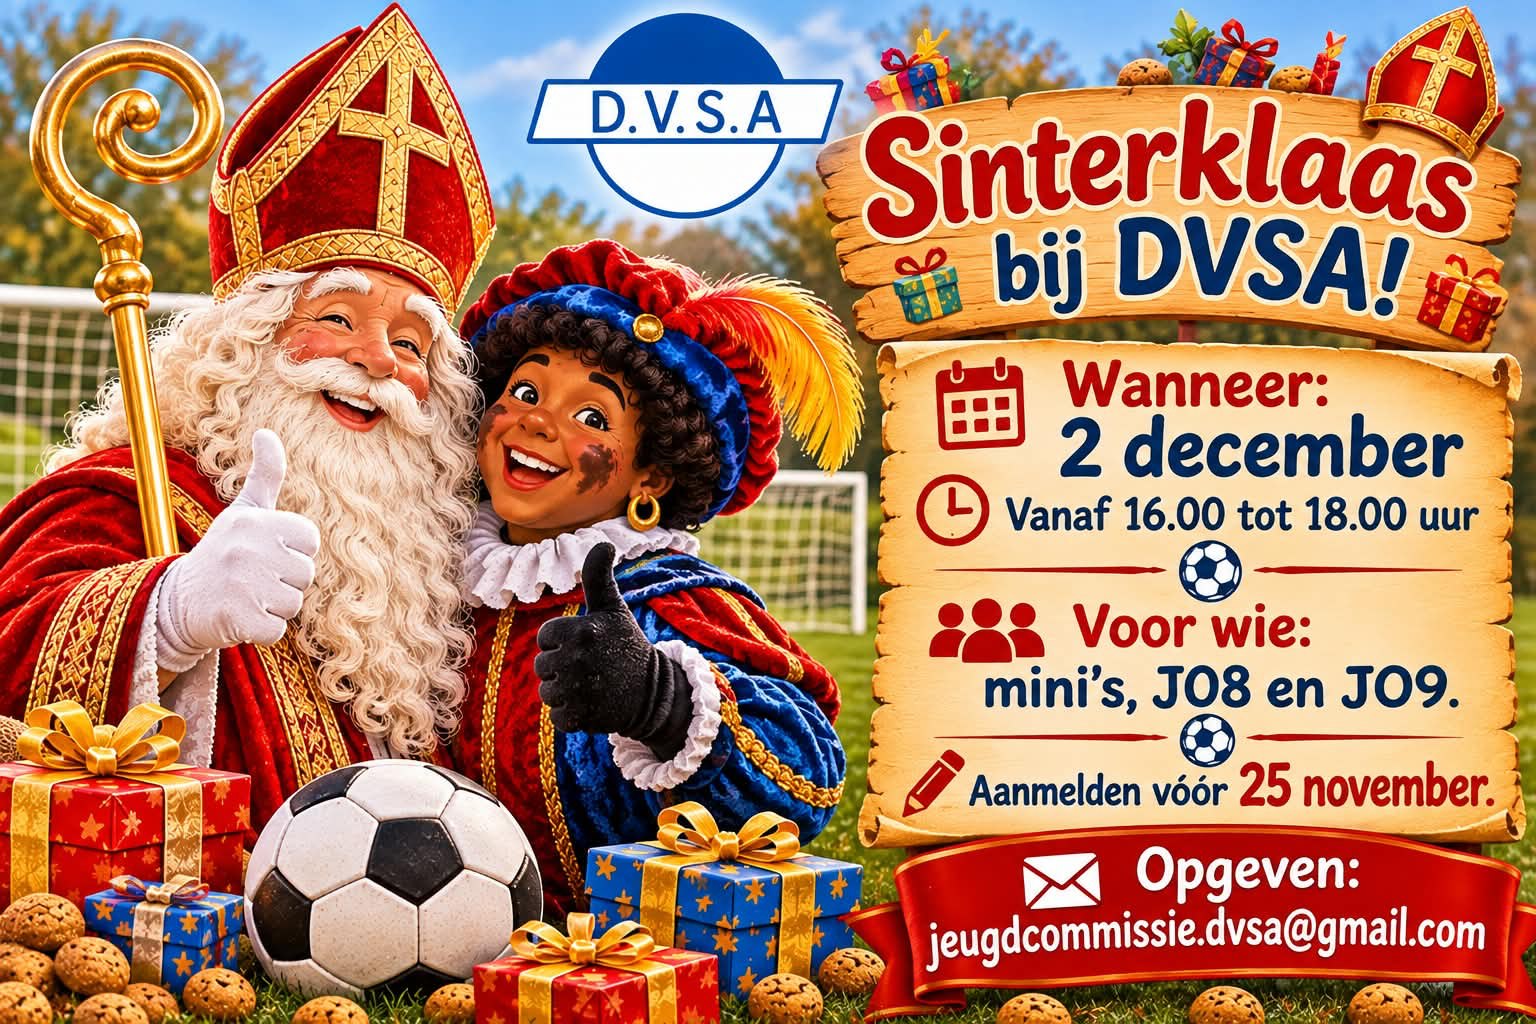 D.V.S.A
Sinterklaas
bij DVSA!
Wanneer:
2 december
Vanaf 16.00 tot 18.00 uur
Voor wie:
mini's, JO8 en JO9.
Aanmelden vóór 25 november.
Opgeven:
jeugdcommissie.dvsa@gmail.com